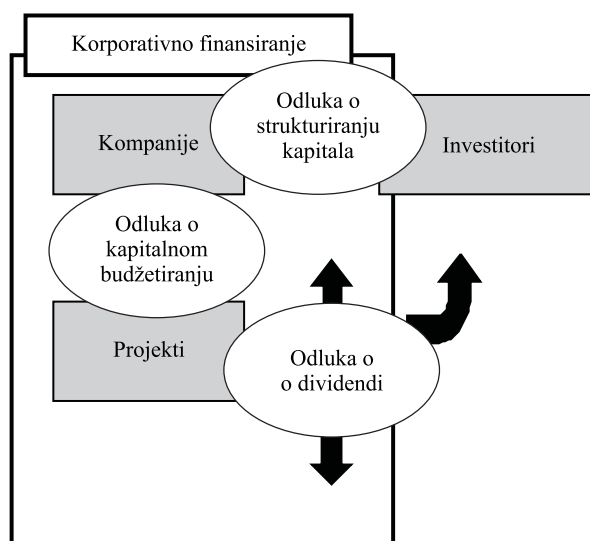 Korporativno finansiranje
Odluka o
strukturiranju
kapitala
Kompanije
Investitori
Odluka o
kapitalnom
budžetiranju
Projekti
Odluka o
o dividendi